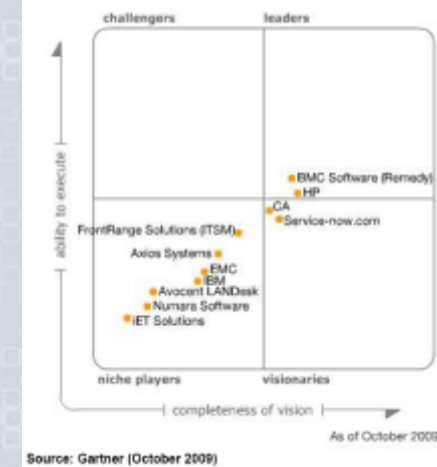 challengers
leaders
ability to execute
BMC Software (Remedy)
HP
CA
Service-now.com
FrontRange Solutions (ITSM)
Axios Systems
EMC
IBM
Avocent LANDesk
Numara Software
iET Solutions
niche players
visionaries
completeness of vision
As of October 2009
Source: Gartner (October 2009)